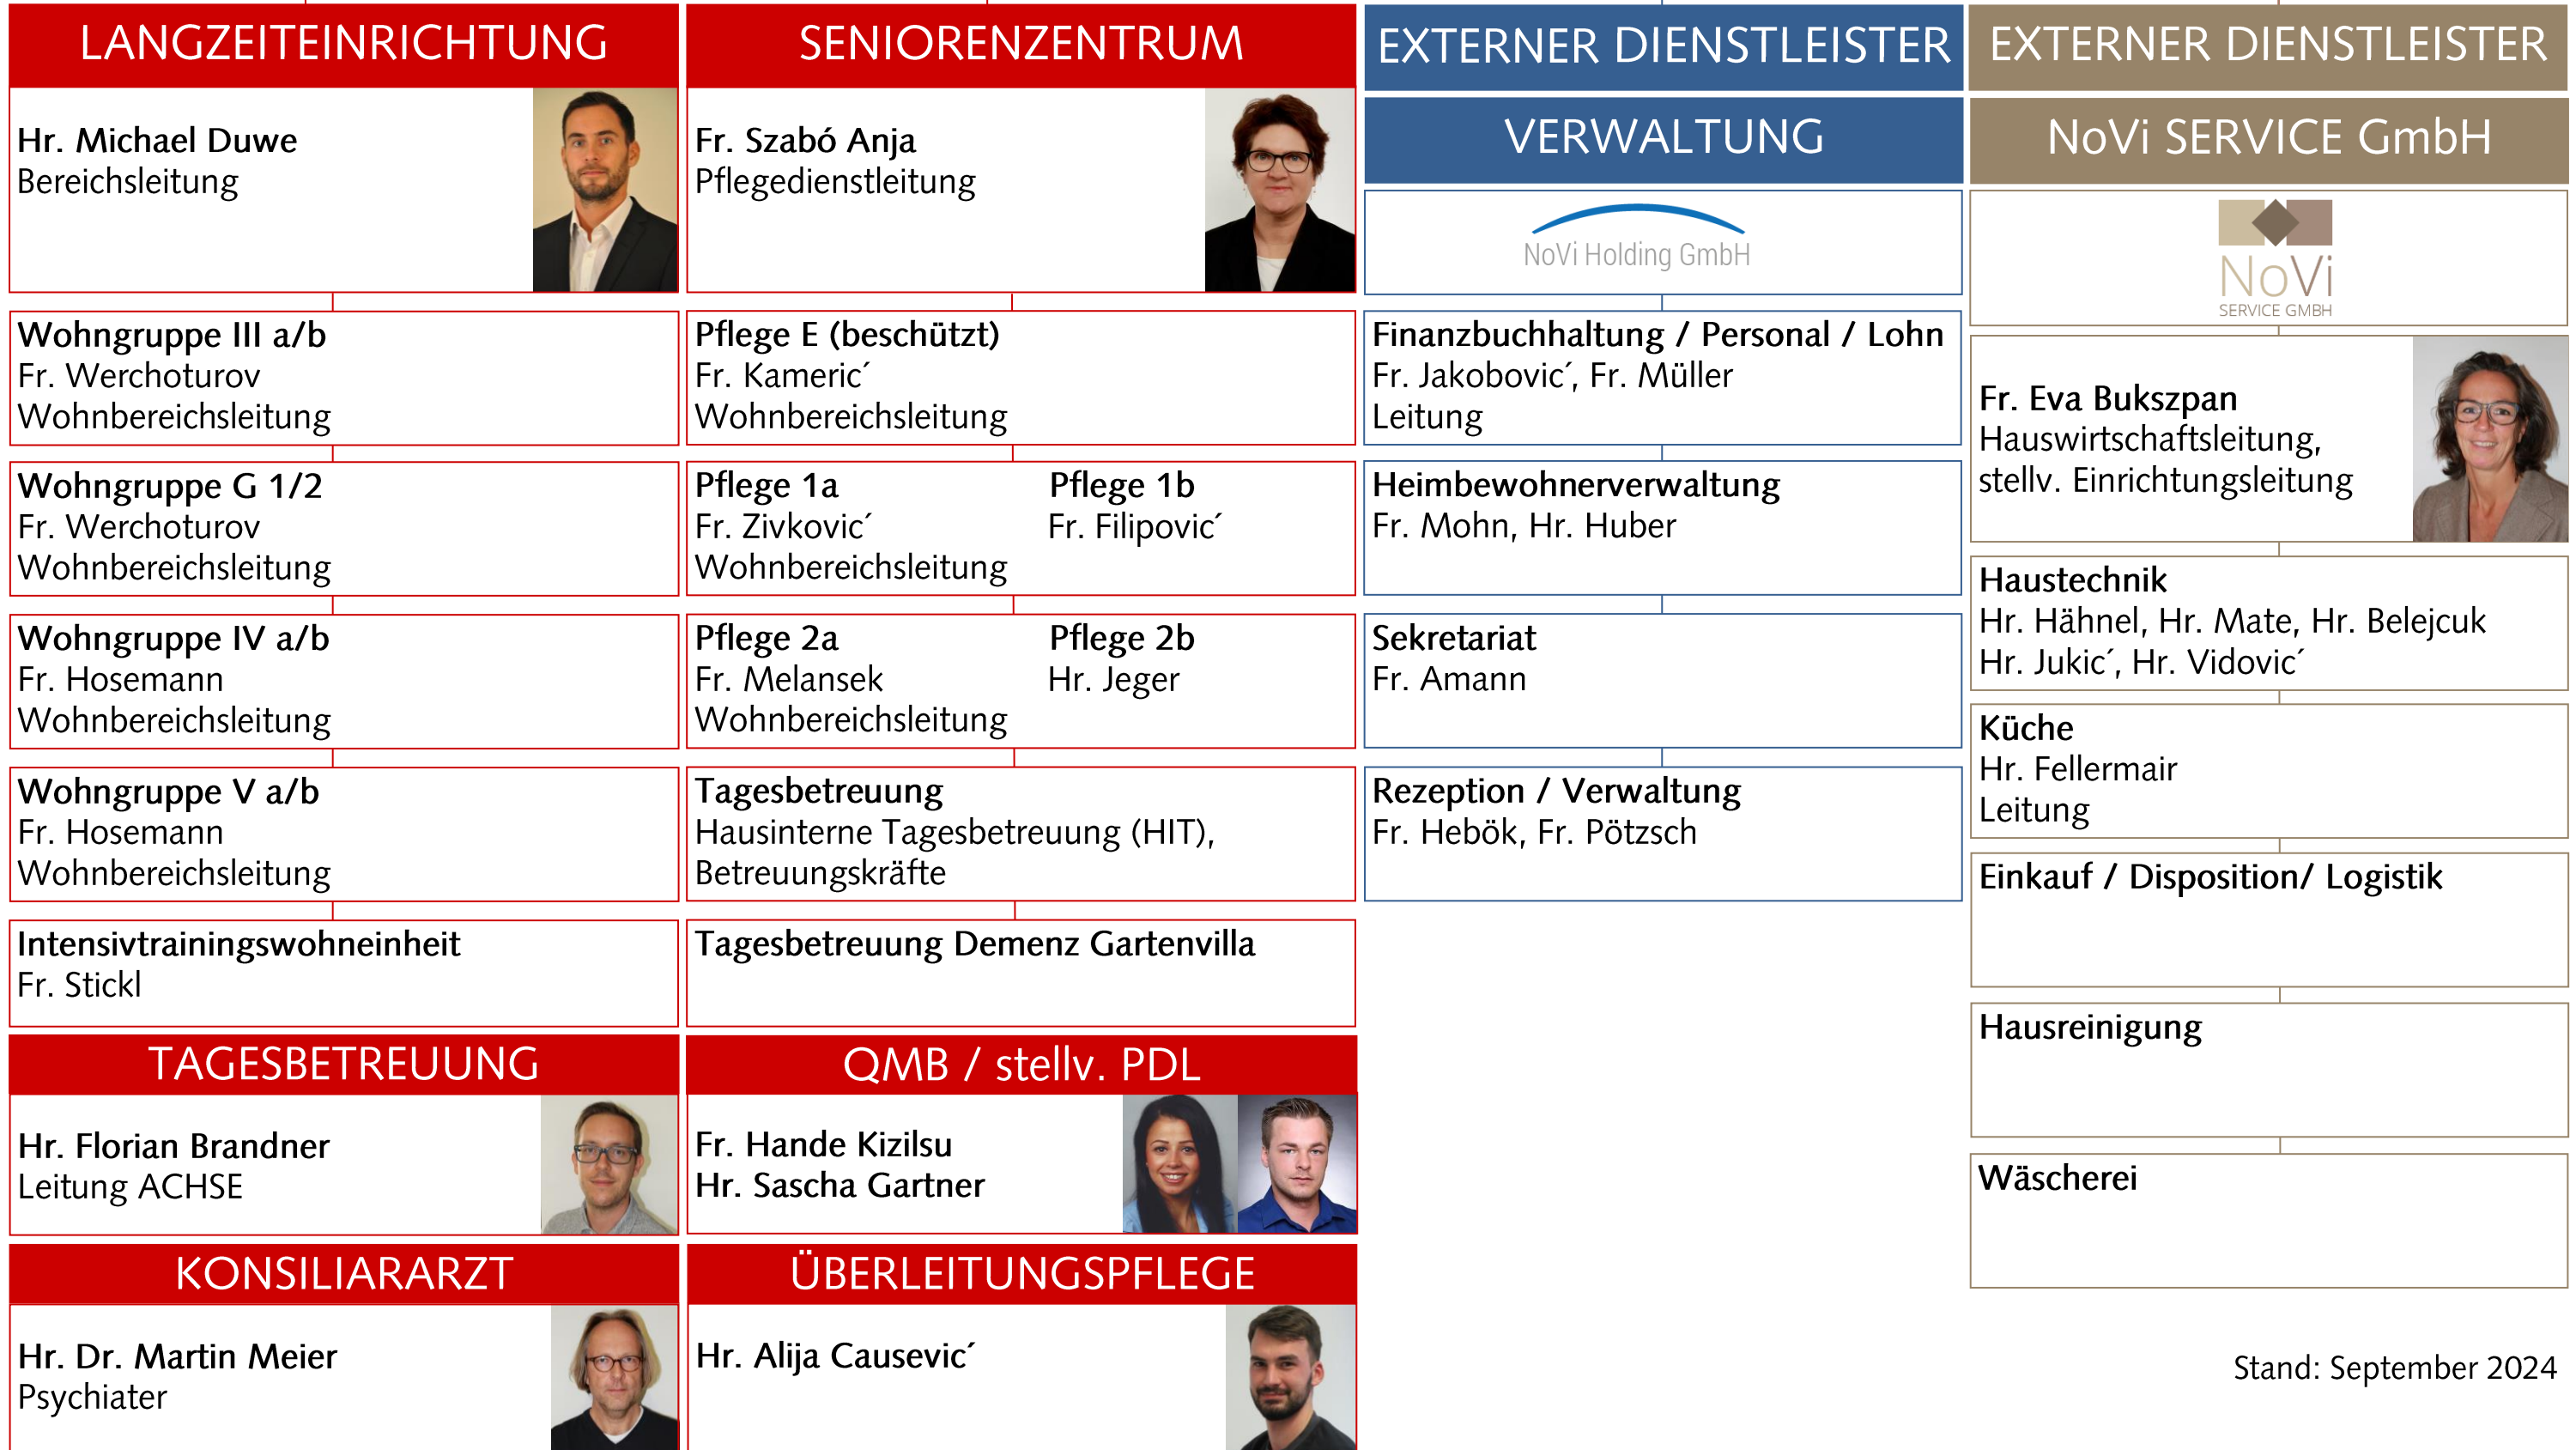 LANGZEITEINRICHTUNG
Hr. Michael Duwe
Bereichsleitung
Wohngruppe III a/b
Fr. Werchoturov
Wohnbereichsleitung
Wohngruppe G 1/2
Fr. Werchoturov
Wohnbereichsleitung
Wohngruppe IV a/b
Fr. Hosemann
Wohnbereichsleitung
Wohngruppe V a/b
Fr. Hosemann
Wohnbereichsleitung
Intensivtrainingswohneinheit
Fr. Stickl
TAGESBETREUUNG
Hr. Florian Brandner
Leitung ACHSE
KONSILIARARZT
Hr. Dr. Martin Meier
Psychiater
SENIORENZENTRUM
Fr. Szabó Anja
Pflegedienstleitung
Pflege E (beschützt)
Fr. Kameric´
Wohnbereichsleitung
Pflege 1a Pflege 1b
Fr. Zivkovic´ Fr. Filipovic´
Wohnbereichsleitung
Pflege 2a Pflege 2b
Fr. Melansek Hr. Jeger
Wohnbereichsleitung
Tagesbetreuung
Hausinterne Tagesbetreuung (HIT),
Betreuungskräfte
Tagesbetreuung Demenz Gartenvilla
QMB / stellv. PDL
Fr. Hande Kizilsu
Hr. Sascha Gartner
ÜBERLEITUNGSPFLEGE
Hr. Alija Causevic´
EXTERNER DIENSTLEISTER
VERWALTUNG
NoVi Holding GmbH
Finanzbuchhaltung / Personal / Lohn
Fr. Jakobovic´, Fr. Müller
Leitung
Heimbewohnerverwaltung
Fr. Mohn, Hr. Huber
Sekretariat
Fr. Amann
Rezeption / Verwaltung
Fr. Hebök, Fr. Pötzsch
EXTERNER DIENSTLEISTER
NoVi SERVICE GmbH
NoVi
SERVICE GMBH
Fr. Eva Bukszpan
Hauswirtschaftsleitung,
stellv. Einrichtungsleitung
Haustechnik
Hr. Hähnel, Hr. Mate, Hr. Belejcuk
Hr. Jukic´, Hr. Vidovic´
Küche
Hr. Fellermair
Leitung
Einkauf / Disposition/ Logistik
Hausreinigung
Wäscherei
Stand: September 2024